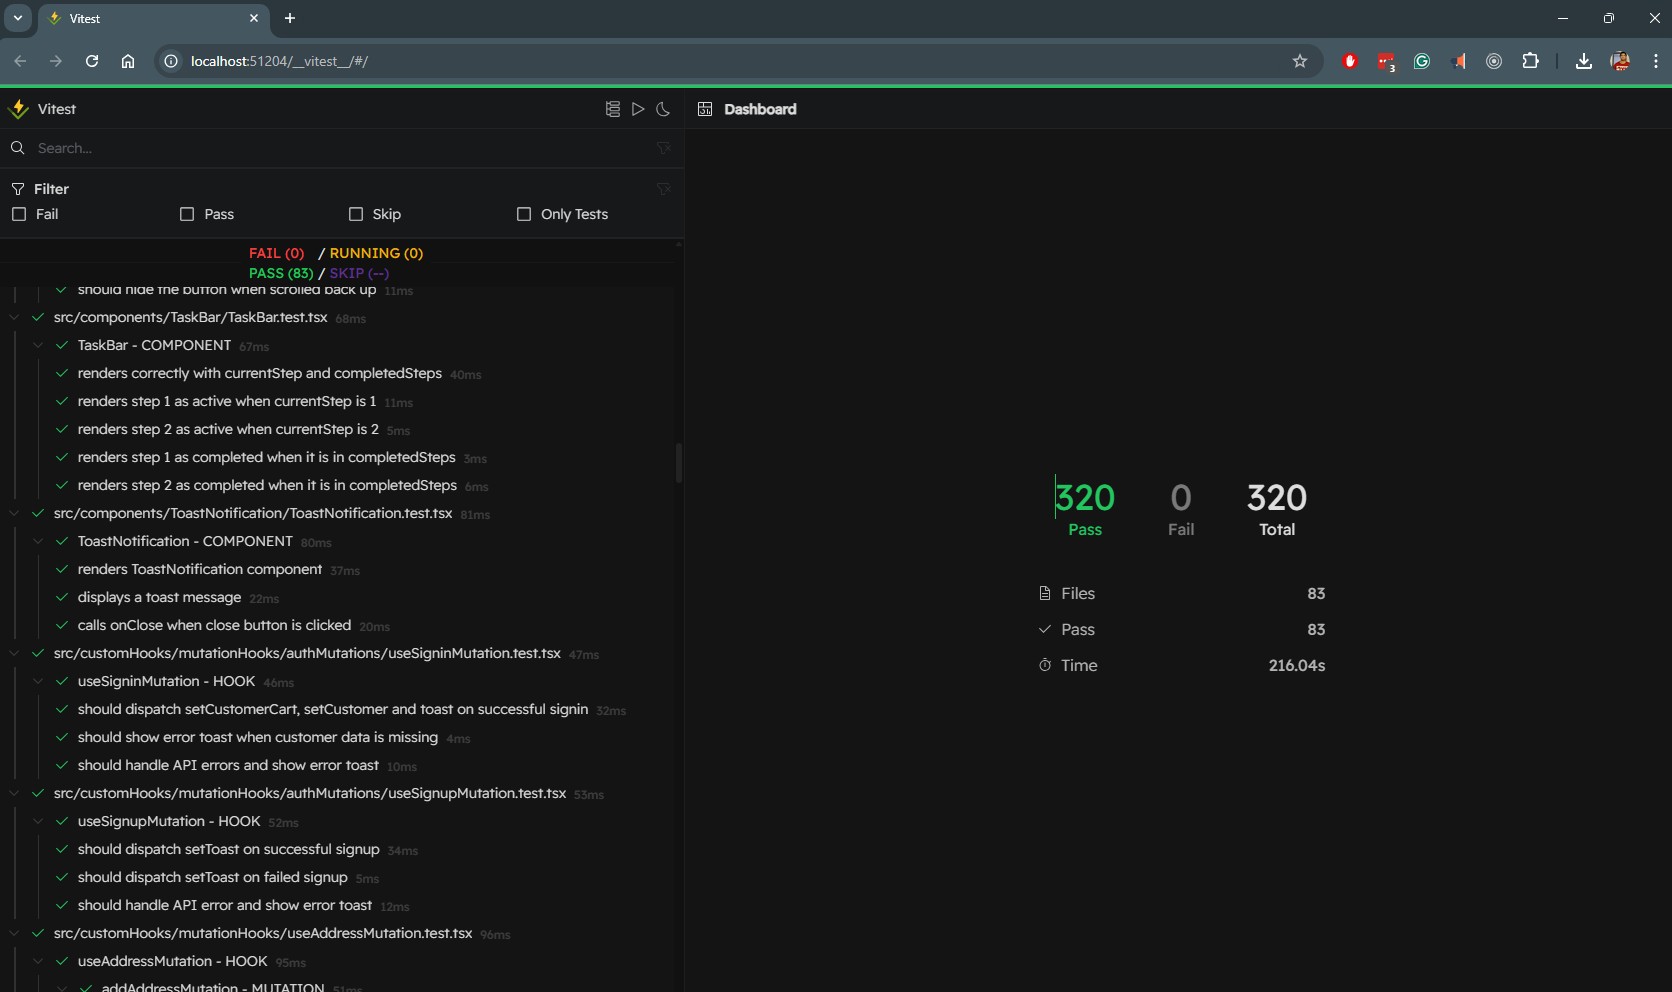 Vitest
localhost:51204/__vitest__/#/
3
Vitest
Dashboard
Search...
Filter
Fail
Pass
Skip
Only Tests
FAIL (0) / RUNNING (0)
PASS (83) / SKIP (--)
should hide the button when scrolled back up 11ms
src/components/TaskBar/TaskBar.test.tsx 68ms
TaskBar - COMPONENT 67ms
renders correctly with currentStep and completedSteps 40ms
renders step 1 as active when currentStep is 1 11ms
renders step 2 as active when currentStep is 2 5ms
renders step 1 as completed when it is in completedSteps 3ms
renders step 2 as completed when it is in completedSteps 6ms
src/components/ToastNotification/ToastNotification.test.tsx 81ms
ToastNotification - COMPONENT 80ms
renders ToastNotification component 37ms
displays a toast message 22ms
calls onClose when close button is clicked 20ms
src/customHooks/mutationHooks/authMutations/useSigninMutation.test.tsx 47ms
useSigninMutation - HOOK 46ms
should dispatch setCustomerCart, setCustomer and toast on successful signin 32ms
should show error toast when customer data is missing 4ms
should handle API errors and show error toast 10ms
src/customHooks/mutationHooks/authMutations/useSignupMutation.test.tsx 53ms
useSignupMutation - HOOK 52ms
should dispatch setToast on successful signup 34ms
should dispatch setToast on failed signup 5ms
should handle API error and show error toast 12ms
src/customHooks/mutationHooks/useAddressMutation.test.tsx 96ms
useAddressMutation - HOOK 95ms
addAddressMutation - MUTATION 51ms
320
Pass
0
Fail
320
Total
Files 83
Pass 83
Time 216.04s